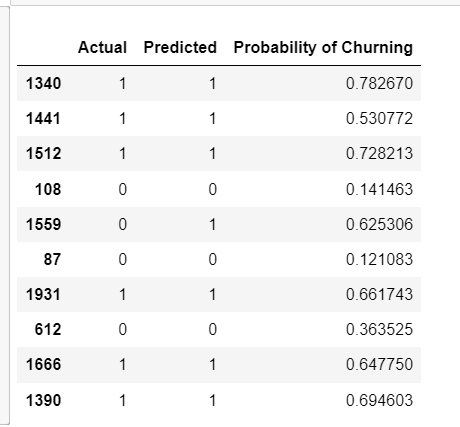 Actual Predicted Probability of Churning
1340 1 1 0.782670
1441 1 1 0.530772
1512 1 1 0.728213
108 0 0 0.141463
1559 0 1 0.625306
87 0 0 0.121083
1931 1 1 0.661743
612 0 0 0.363525
1666 1 1 0.647750
1390 1 1 0.694603